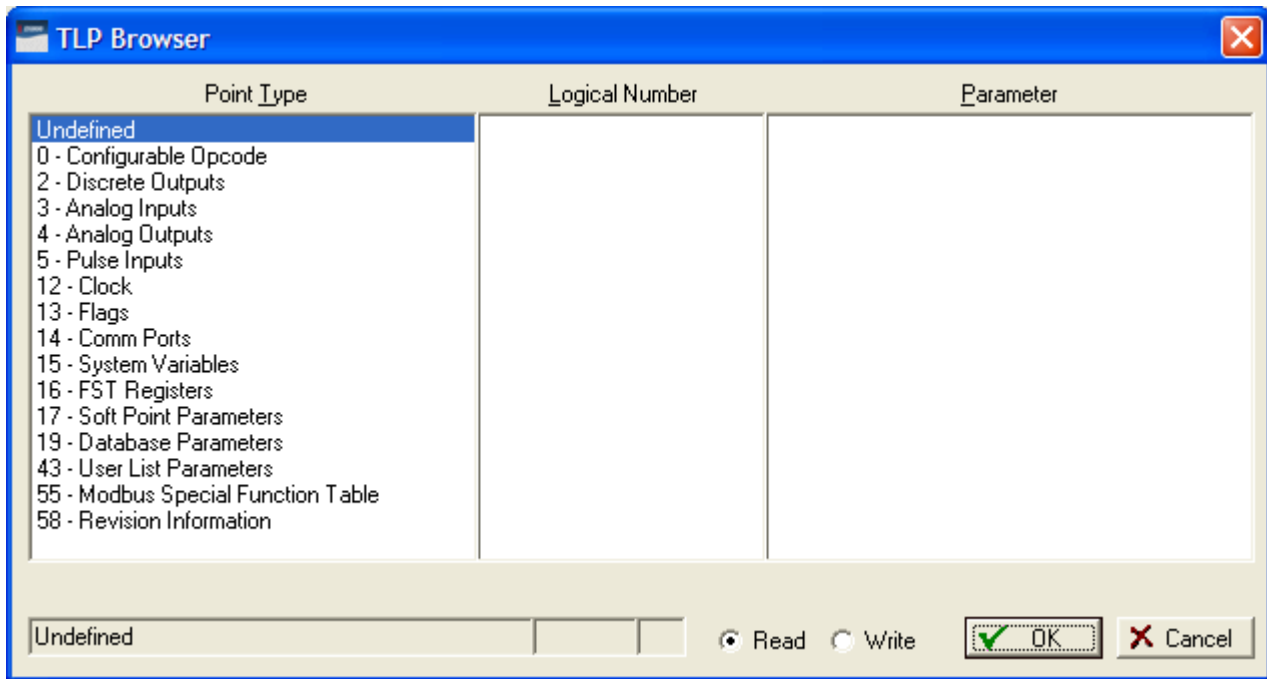 TLP Browser
Point Type Logical Number Parameter
Undefined
0 - Configurable Opcode
2 - Discrete Outputs
3 - Analog Inputs
4 - Analog Outputs
5 - Pulse Inputs
12 - Clock
13 - Flags
14 - Comm Ports
15 - System Variables
16 - FST Registers
17 - Soft Point Parameters
19 - Database Parameters
43 - User List Parameters
55 - Modbus Special Function Table
58 - Revision Information
Undefined Read Write OK Cancel